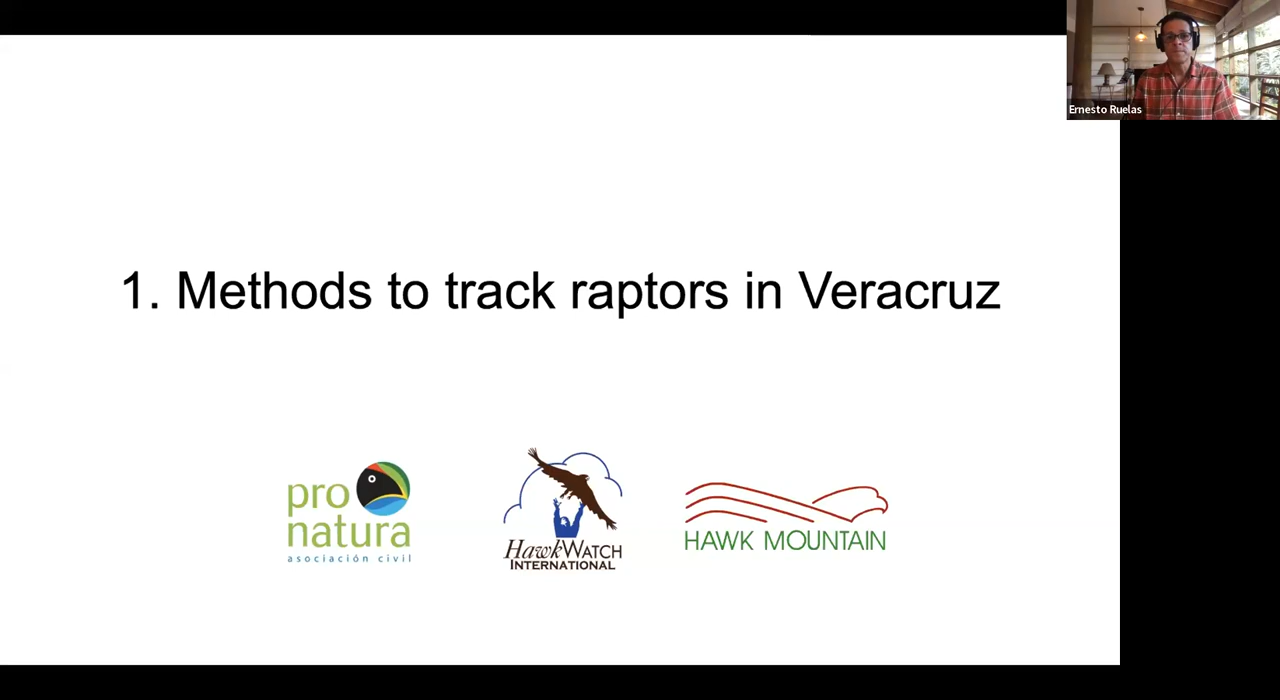 Ernesto Ruelas
1. Methods to track raptors in Veracruz
pro
natura
asociación civil
HawkWatch
International
HAWK MOUNTAIN